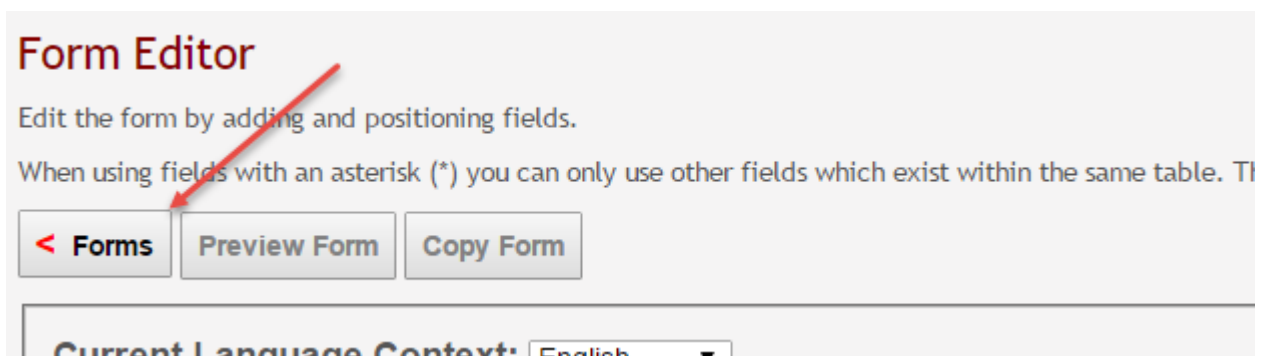 Form Editor
Edit the form by adding and positioning fields.
When using fields with an asterisk (*) you can only use other fields which exist within the same table.
< Forms Preview Form Copy Form
Current Language Context: English